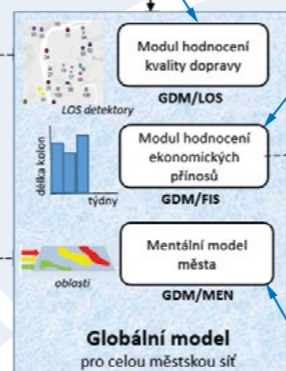 Modul hodnocení
kvality dopravy
LOS detektory
GDM/LOS
délka kolon
týdny
Modul hodnocení
ekonomických
přínosů
GDM/FIS
oblasti
Mentální model
města
GDM/MEN
Globální model
pro celou městskou síť